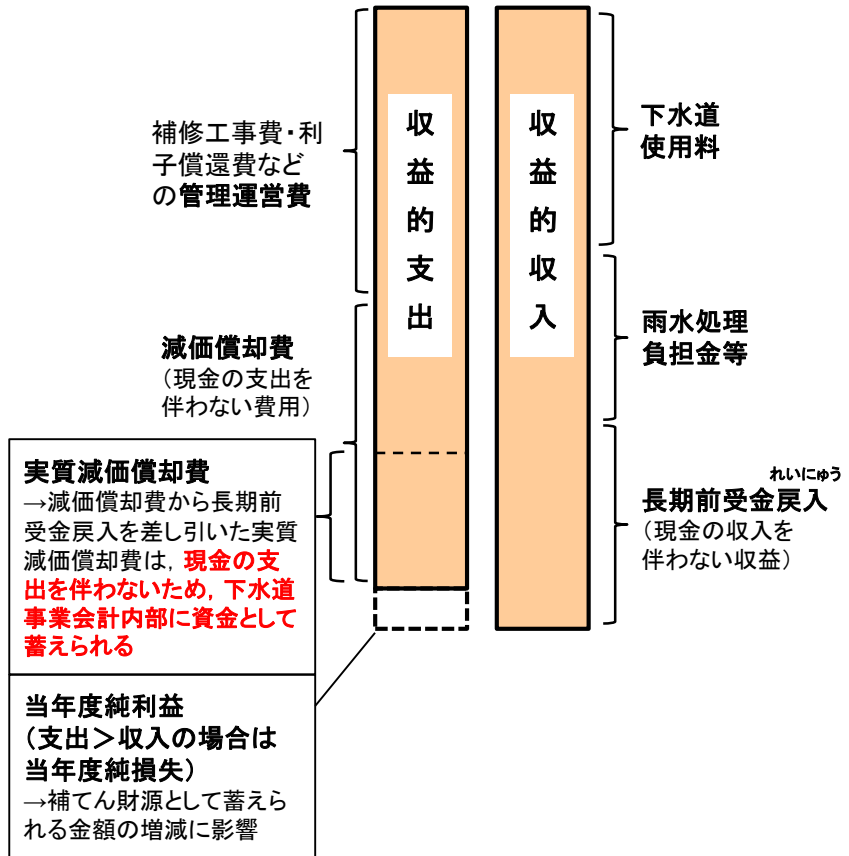 補修工事費・利
子償還費など
の管理運営費
減価償却費
（現金の支出を
伴わない費用）
実質減価償却費
→減価償却費から長期前
受金戻入を差し引いた実質
減価償却費は，現金の支
出を伴わないため，下水道
事業会計内部に資金として
蓄えられる
当年度純利益
（支出＞収入の場合は
当年度純損失）
→補てん財源として蓄えら
れる金額の増減に影響
収益的支出
収益的収入
下水道
使用料
雨水処理
負担金等
れいにゅう
長期前受金戻入
（現金の収入を
伴わない収益）